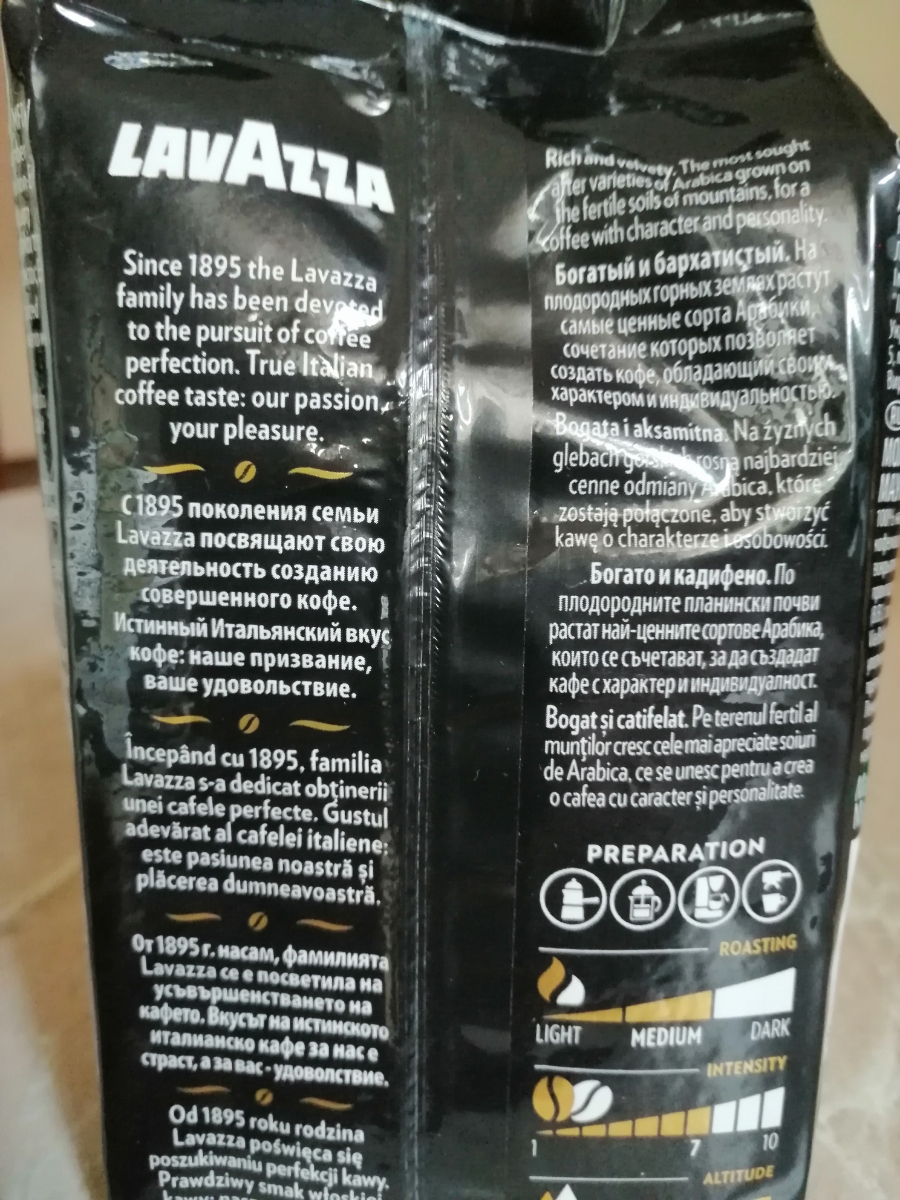 LAVAZZA
Since 1895 the Lavazza
family has been devoted
to the pursuit of coffee
perfection. True Italian
coffee taste: our passion,
your pleasure.
С 1895 поколения семьи
Lavazza посвящают свою
деятельность созданию
совершенного кофе.
Истинный Итальянский вкус
кофе: наше призвание,
ваше удовольствие.
Începând cu 1895, familia
Lavazza s-a dedicat obţinerii
unei cafele perfecte. Gustul
adevărat al cafelei italiene:
este pasiunea noastră şi
plăcerea dumneavoastră.
От 1895 г. насам, фамилията
Lavazza се е посветила на
усъвършенстването на
кафето. Вкусът на истинското
италианско кафе за нас е
страст, а за вас - удоволствие.
Od 1895 roku rodzina
Lavazza poświęca się
poszukiwaniu perfekcji kawy.
Prawdziwy smak włoskiej
Rich and velvety. The most sought
after varieties of Arabica grown on
the fertile soils of mountains, for a
coffee with character and personality.
Богатый и бархатистый. На
плодородных горных землях растут
самые ценные сорта Арабики,
сочетание которых позволяет
создать кофе, обладающий своим
характером и индивидуальностью.
Bogata i aksamitna. Na żyznych
glebach górskich rosną najbardziej
cenne odmiany Arabica, które
zostają połączone, aby stworzyć
kawę o charakterze i osobowości.
Богато и кадифено. По
плодородните планински почви
растат най-ценните сортове Арабика,
които се съчетават, за да създадат
кафе с характер и индивидуалност.
Bogat şi catifelat. Pe terenul fertil al
munţilor cresc cele mai apreciate soiuri
de Arabica, ce se unesc pentru a crea
o cafea cu caracter şi personalitate.
PREPARATION
ROASTING
LIGHT MEDIUM DARK
INTENSITY
1 7 10
ALTITUDE